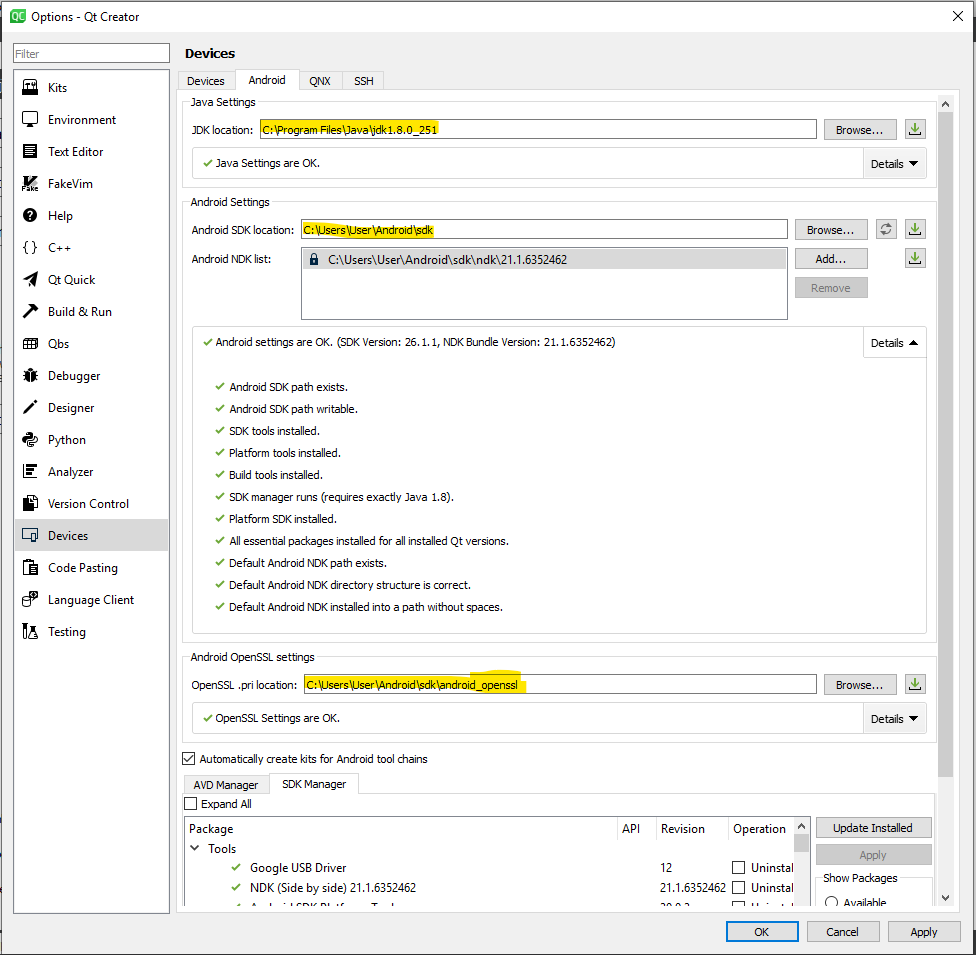 QC Options - Qt Creator
Filter
Devices
Kits
Environment
Text Editor
Fake FakeVim
Help
C++
Qt Quick
Build & Run
Qbs
Debugger
Designer
Python
Analyzer
Version Control
Devices
Code Pasting
Language Client
Testing
Devices Android QNX SSH
Java Settings
JDK location: C:\Program Files\Java\jdk1.8.0_251 Browse...
Java Settings are OK. Details
Android Settings
Android SDK location: C:\Users\User\Android\sdk Browse...
Android NDK list: C:\Users\User\Android\sdk\ndk\21.1.6352462 Add...
Remove
Android settings are OK. (SDK Version: 26.1.1, NDK Bundle Version: 21.1.6352462) Details
Android SDK path exists.
Android SDK path writable.
SDK tools installed.
Platform tools installed.
Build tools installed.
SDK manager runs (requires exactly Java 1.8).
Platform SDK installed.
All essential packages installed for all installed Qt versions.
Default Android NDK path exists.
Default Android NDK directory structure is correct.
Default Android NDK installed into a path without spaces.
Android OpenSSL settings
OpenSSL .pri location: C:\Users\User\Android\sdk\android_openssl Browse...
OpenSSL Settings are OK. Details
Automatically create kits for Android tool chains
AVD Manager SDK Manager
Expand All
Package API Revision Operation Update Installed
Tools
Apply
Google USB Driver 12 Uninstal
Show Packages
NDK (Side by side) 21.1.6352462 21.1.6352462 Uninstal
Available
OK Cancel Apply